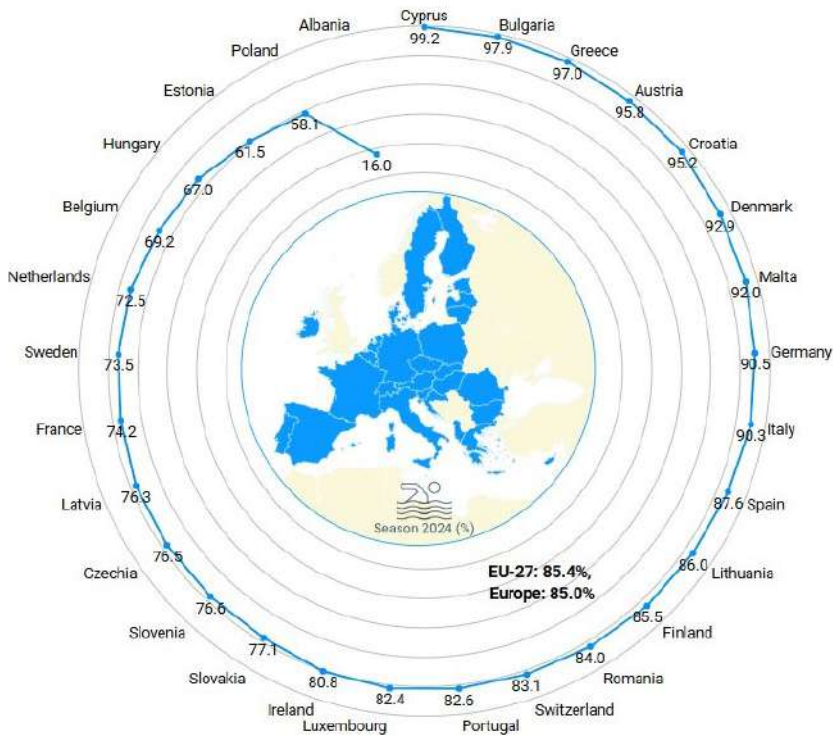 Cyprus
99.2
Bulgaria
97.9
Greece
97.0
Austria
95.8
Croatia
95.2
Denmark
92.9
Malta
92.0
Germany
90.5
Italy
90.3
Spain
87.6
Lithuania
86.0
Finland
85.5
Romania
84.0
Switzerland
83.1
Portugal
82.6
Luxembourg
82.4
Ireland
80.8
Slovakia
77.1
Slovenia
76.6
Czechia
76.5
Latvia
76.3
France
74.2
Sweden
73.5
Netherlands
72.5
Belgium
69.2
Hungary
67.0
Estonia
61.5
Poland
58.1
Albania
16.0
Season 2024 (%)
EU-27: 85.4%,
Europe: 85.0%